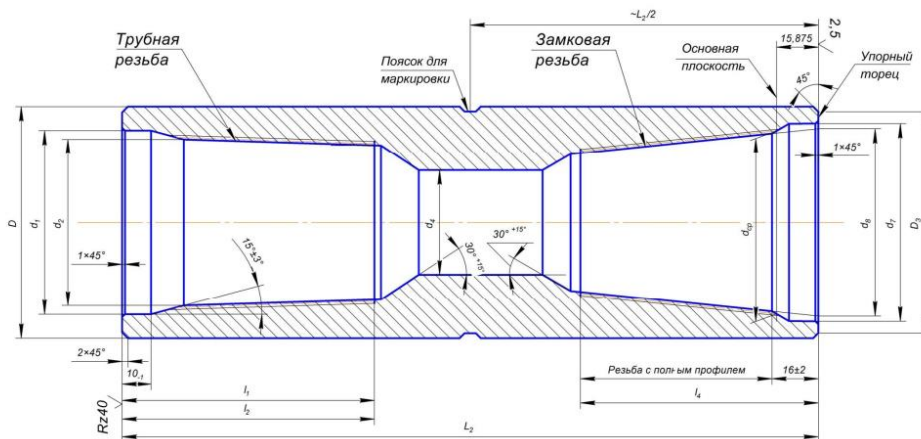 ~L₂/2
15,875
2,5
Трубная
резьба
Поясок для
маркировки
Замковая
резьба
Основная
плоскость
Упорный
торец
45°
1×45°
D
d₁
d₂
d₄
dср
d₈
d₇
D₃
15°±3°
30° +15°
30° +15°
1×45°
2×45°
10₋₁
Rz40
l₁
l₂
L₂
Резьба с полным профилем
16±2
l₄